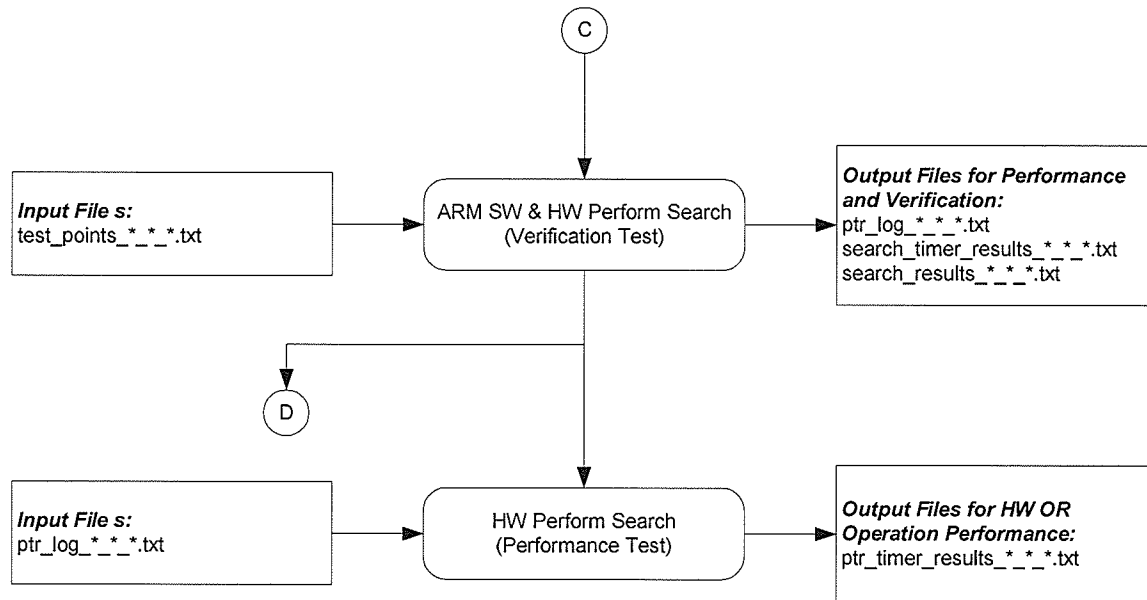 C
Input File s:
test_points_*_*_*.txt
ARM SW & HW Perform Search
(Verification Test)
Output Files for Performance
and Verification:
ptr_log_*_*_*.txt
search_timer_results_*_*_*.txt
search_results_*_*_*.txt
D
Input File s:
ptr_log_*_*_*.txt
HW Perform Search
(Performance Test)
Output Files for HW OR
Operation Performance:
ptr_timer_results_*_*_*.txt